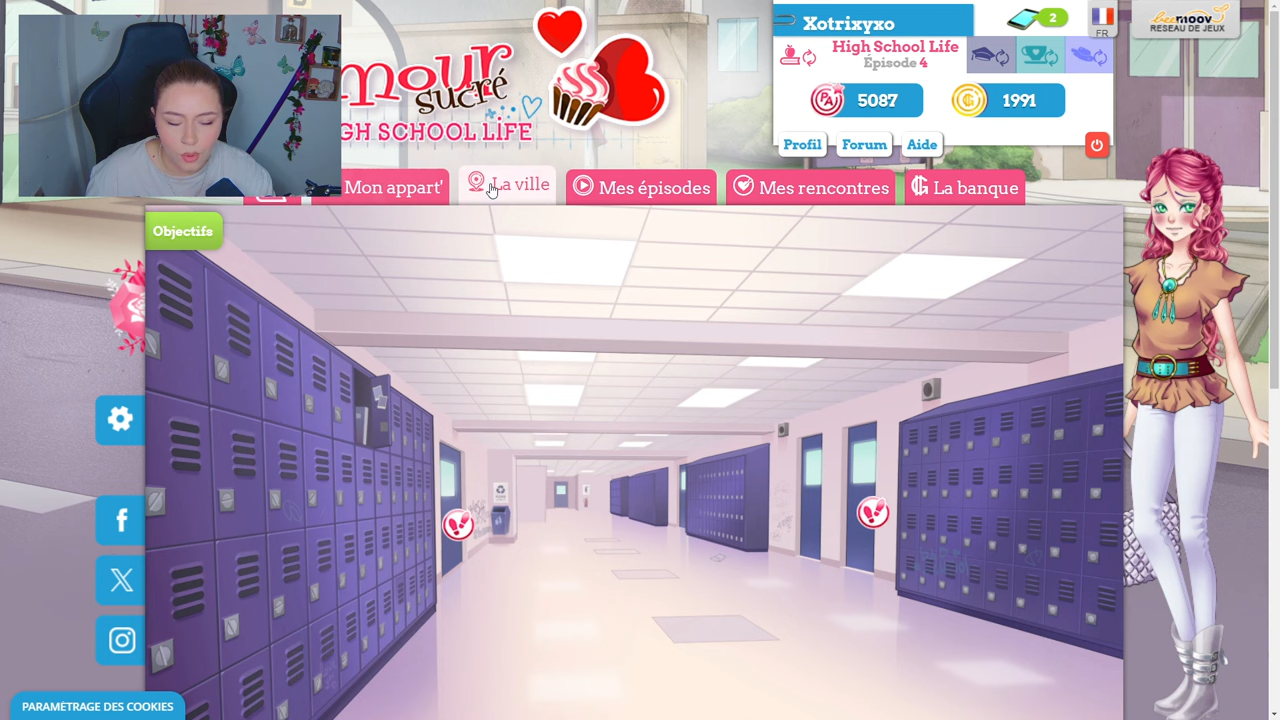 mour
sucré
GH SCHOOL LIFE
Xotrixyxo
2
FR
beemoov
RESEAU DE JEUX
High School Life
Episode 4
PA
5087
1991
Profil
Forum
Aide
Mon appart'
La ville
Mes épisodes
Mes rencontres
La banque
Objectifs
PARAMÉTRAGE DES COOKIES